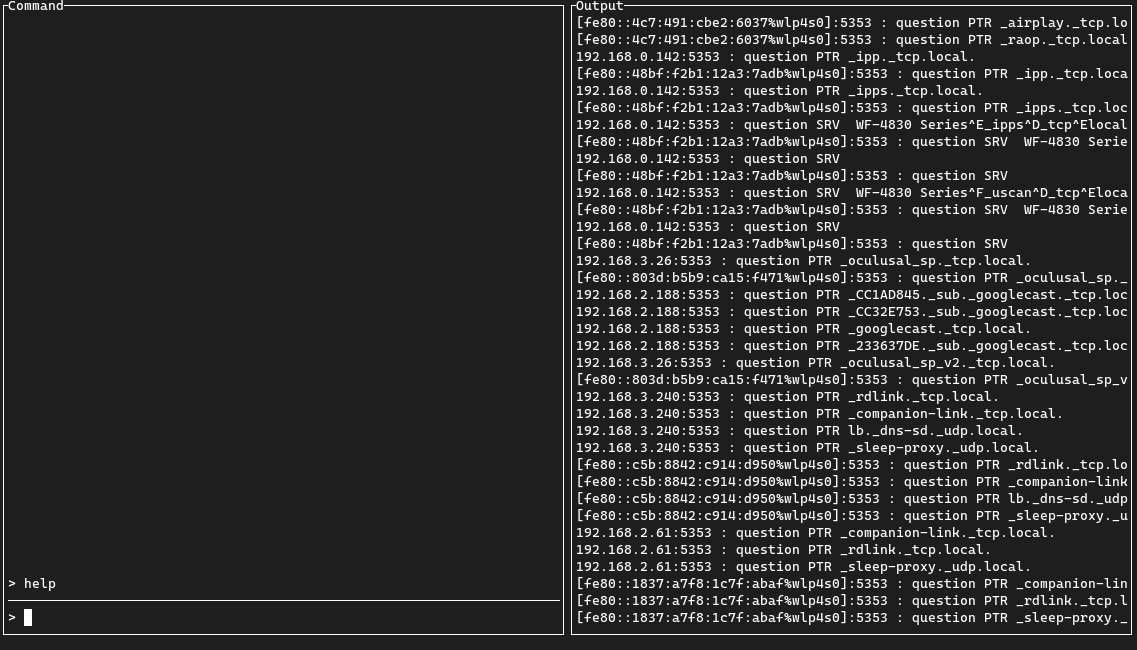 Command
> help
>
Output
[fe80::4c7:491:cbe2:6037%wlp4s0]:5353 : question PTR _airplay._tcp.lo
[fe80::4c7:491:cbe2:6037%wlp4s0]:5353 : question PTR _raop._tcp.local
192.168.0.142:5353 : question PTR _ipp._tcp.local.
[fe80::48bf:f2b1:12a3:7adb%wlp4s0]:5353 : question PTR _ipp._tcp.loca
192.168.0.142:5353 : question PTR _ipps._tcp.local.
[fe80::48bf:f2b1:12a3:7adb%wlp4s0]:5353 : question PTR _ipps._tcp.loc
192.168.0.142:5353 : question SRV  WF-4830 Series^E_ipps^D_tcp^Elocal
[fe80::48bf:f2b1:12a3:7adb%wlp4s0]:5353 : question SRV  WF-4830 Serie
192.168.0.142:5353 : question SRV
[fe80::48bf:f2b1:12a3:7adb%wlp4s0]:5353 : question SRV
192.168.0.142:5353 : question SRV  WF-4830 Series^F_uscan^D_tcp^Eloca
[fe80::48bf:f2b1:12a3:7adb%wlp4s0]:5353 : question SRV  WF-4830 Serie
192.168.0.142:5353 : question SRV
[fe80::48bf:f2b1:12a3:7adb%wlp4s0]:5353 : question SRV
192.168.3.26:5353 : question PTR _oculusal_sp._tcp.local.
[fe80::803d:b5b9:ca15:f471%wlp4s0]:5353 : question PTR _oculusal_sp._
192.168.2.188:5353 : question PTR _CC1AD845._sub._googlecast._tcp.loc
192.168.2.188:5353 : question PTR _CC32E753._sub._googlecast._tcp.loc
192.168.2.188:5353 : question PTR _googlecast._tcp.local.
192.168.2.188:5353 : question PTR _233637DE._sub._googlecast._tcp.loc
192.168.3.26:5353 : question PTR _oculusal_sp_v2._tcp.local.
[fe80::803d:b5b9:ca15:f471%wlp4s0]:5353 : question PTR _oculusal_sp_v
192.168.3.240:5353 : question PTR _rdlink._tcp.local.
192.168.3.240:5353 : question PTR _companion-link._tcp.local.
192.168.3.240:5353 : question PTR lb._dns-sd._udp.local.
192.168.3.240:5353 : question PTR _sleep-proxy._udp.local.
[fe80::c5b:8842:c914:d950%wlp4s0]:5353 : question PTR _rdlink._tcp.lo
[fe80::c5b:8842:c914:d950%wlp4s0]:5353 : question PTR _companion-link
[fe80::c5b:8842:c914:d950%wlp4s0]:5353 : question PTR lb._dns-sd._udp
[fe80::c5b:8842:c914:d950%wlp4s0]:5353 : question PTR _sleep-proxy._u
192.168.2.61:5353 : question PTR _companion-link._tcp.local.
192.168.2.61:5353 : question PTR _rdlink._tcp.local.
192.168.2.61:5353 : question PTR _sleep-proxy._udp.local.
[fe80::1837:a7f8:1c7f:abaf%wlp4s0]:5353 : question PTR _companion-lin
[fe80::1837:a7f8:1c7f:abaf%wlp4s0]:5353 : question PTR _rdlink._tcp.l
[fe80::1837:a7f8:1c7f:abaf%wlp4s0]:5353 : question PTR _sleep-proxy._